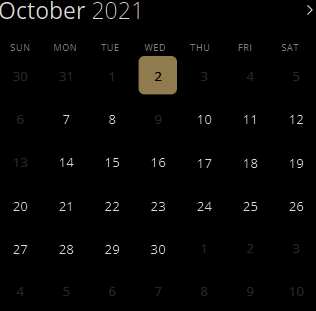 October 2021
SUN MON TUE WED THU FRI SAT
30 31 1 2 3 4 5
6 7 8 9 10 11 12
13 14 15 16 17 18 19
20 21 22 23 24 25 26
27 28 29 30 1 2 3
4 5 6 7 8 9 10